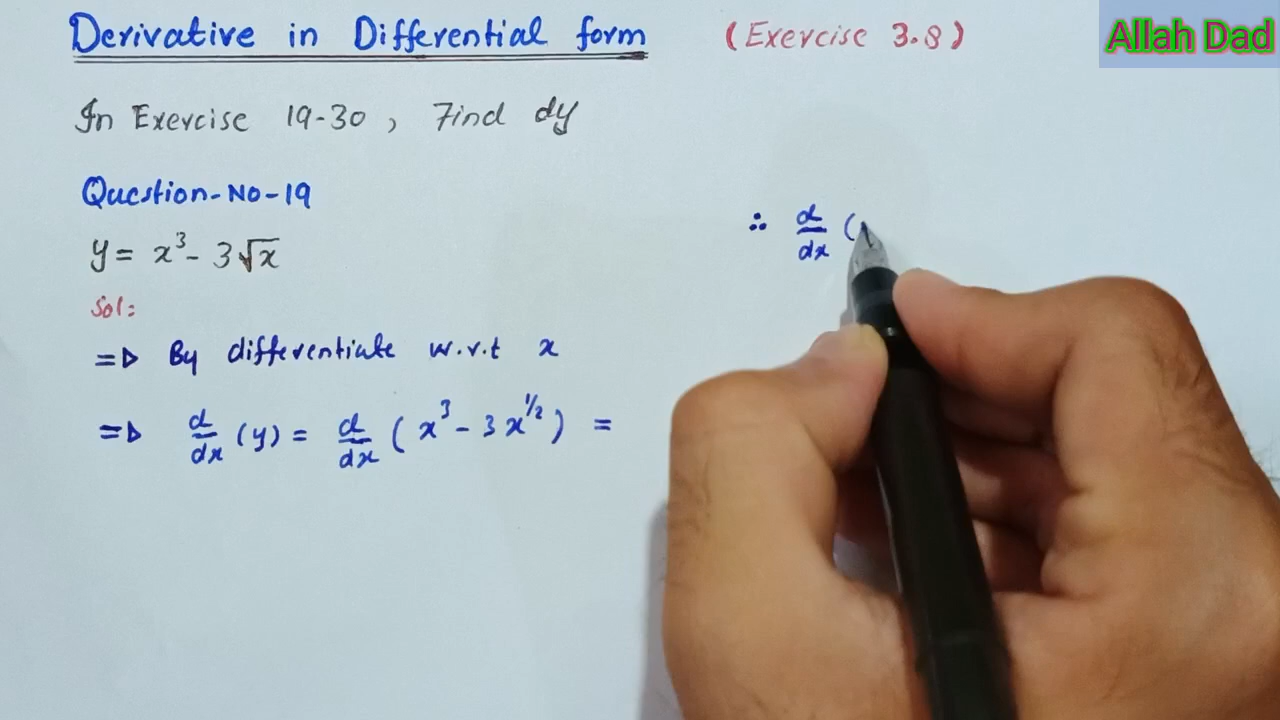 Derivative in Differential form (Exercise 3.8)
Allah Dad
In Exercise 19-30, Find dy
Question-No-19
y = x³ - 3√x
Sol:
=> By differentiate w.r.t x
=> d/dx (y) = d/dx (x³ - 3x^1/2) =
∴ d/dx (